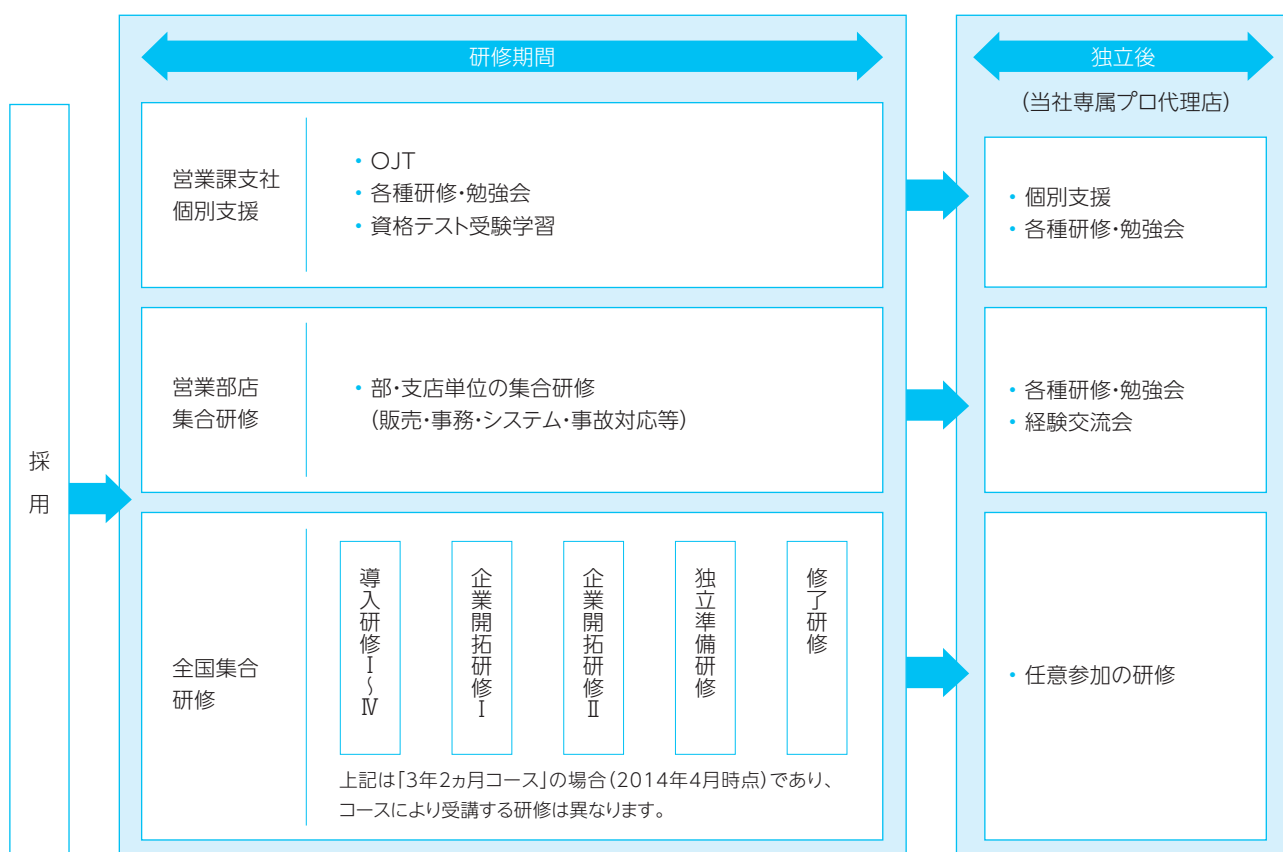 研修期間
独立後
(当社専属プロ代理店)
採用
営業課支社
個別支援
・OJT
・各種研修・勉強会
・資格テスト受験学習
・個別支援
・各種研修・勉強会
営業部店
集合研修
・部・支店単位の集合研修
(販売・事務・システム・事故対応等)
・各種研修・勉強会
・経験交流会
全国集合
研修
導入研修Ⅰ〜Ⅳ
企業開拓研修Ⅰ
企業開拓研修Ⅱ
独立準備研修
修了研修
上記は「3年2ヵ月コース」の場合(2014年4月時点)であり、
コースにより受講する研修は異なります。
・任意参加の研修